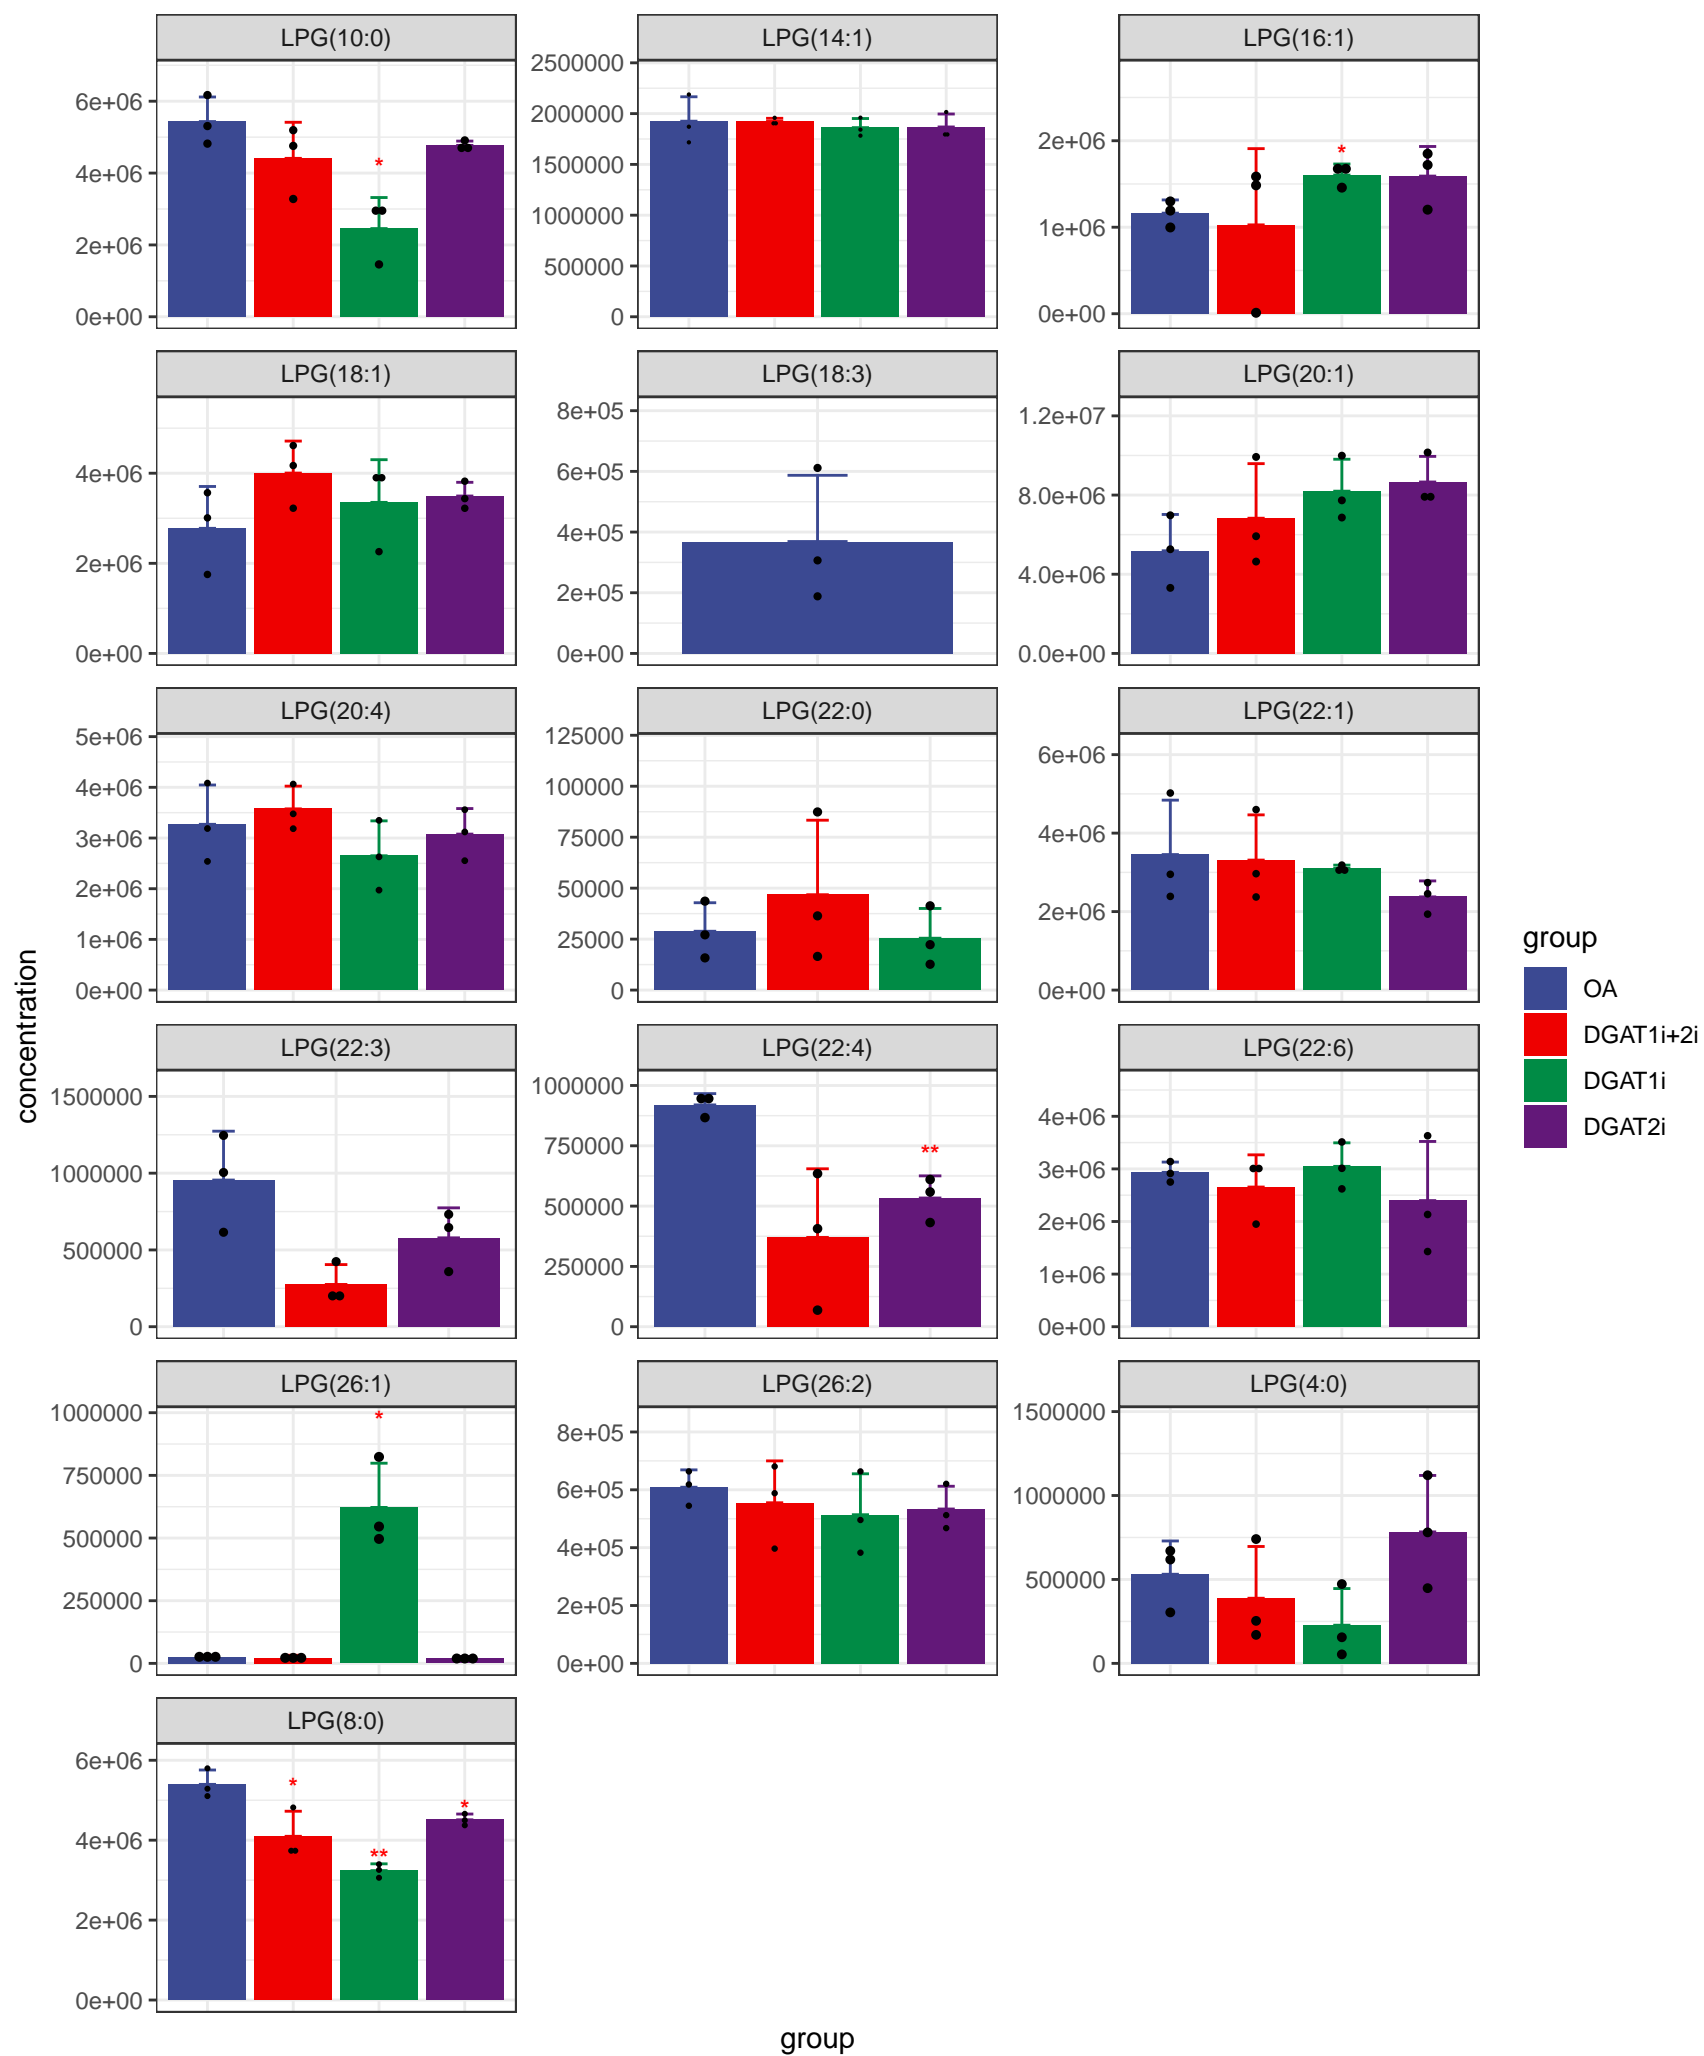 LPG(10:0) LPG(14:1) LPG(16:1)
6e+06
4e+06
2e+06
0e+00
*
2500000
2000000
1500000
1000000
500000
0
2e+06
1e+06
0e+00
*
LPG(18:1) LPG(18:3) LPG(20:1)
4e+06
2e+06
0e+00
8e+05
6e+05
4e+05
2e+05
0e+00
1.2e+07
8.0e+06
4.0e+06
0.0e+00
LPG(20:4) LPG(22:0) LPG(22:1)
5e+06
4e+06
3e+06
2e+06
1e+06
0e+00
125000
100000
75000
50000
25000
0
6e+06
4e+06
2e+06
0e+00
LPG(22:3) LPG(22:4) LPG(22:6)
1500000
1000000
500000
0
1000000
750000
500000
250000
0
**
4e+06
3e+06
2e+06
1e+06
0e+00
LPG(26:1) LPG(26:2) LPG(4:0)
1000000
750000
500000
250000
0
*
8e+05
6e+05
4e+05
2e+05
0e+00
1500000
1000000
500000
0
LPG(8:0)
6e+06
4e+06
2e+06
0e+00
*
**
*
concentration
group
group
OA
DGAT1i+2i
DGAT1i
DGAT2i